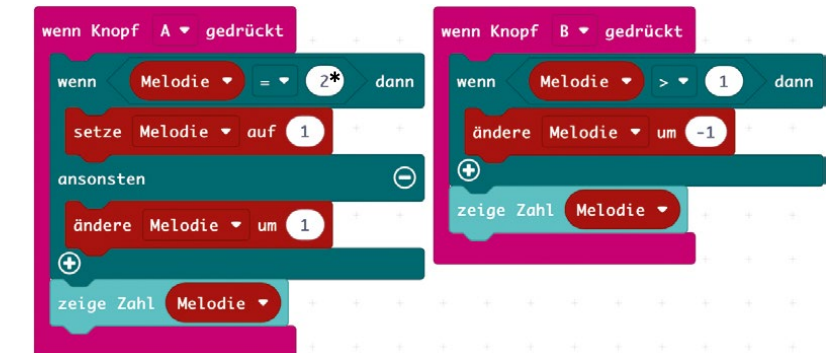 wenn Knopf A gedrückt
wenn Melodie = 2* dann
setze Melodie auf 1
ansonsten
ändere Melodie um 1
zeige Zahl Melodie
wenn Knopf B gedrückt
wenn Melodie > 1 dann
ändere Melodie um -1
zeige Zahl Melodie